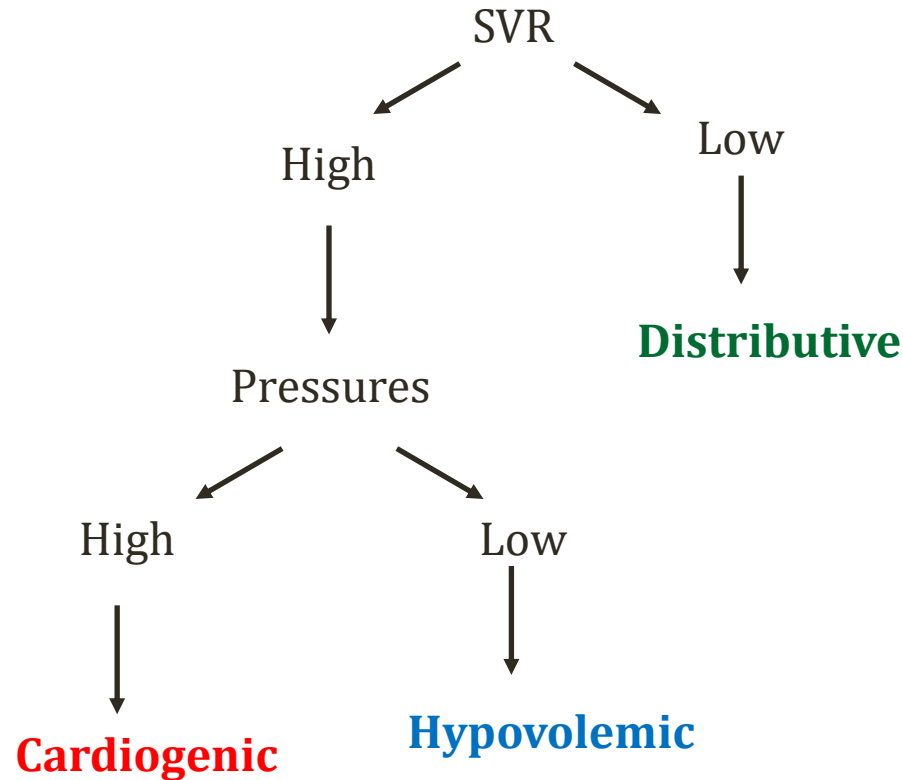 SVR
High
Low
Distributive
Pressures
High
Low
Cardiogenic
Hypovolemic